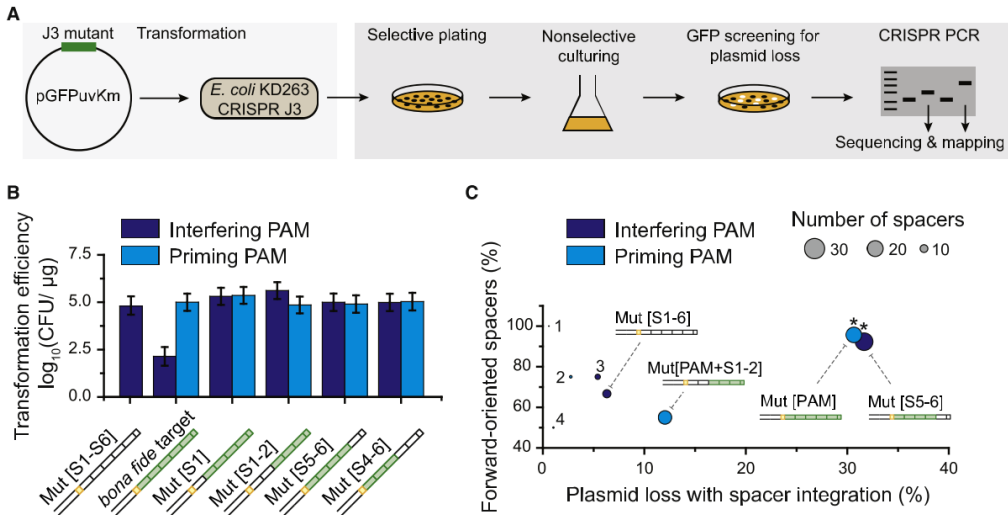 A
J3 mutant
Transformation
pGFPuvKm
E. coli KD263
CRISPR J3
Selective plating
Nonselective
culturing
GFP screening for
plasmid loss
CRISPR PCR
Sequencing & mapping
B
Interfering PAM
Priming PAM
Transformation efficiency
log10(CFU/ µg)
7.5
5.0
2.5
0.0
Mut [S1-S6]
bona fide target
Mut [S1]
Mut [S1-2]
Mut [S5-6]
Mut [S4-6]
C
Interfering PAM
Priming PAM
Number of spacers
30
20
10
Forward-oriented spacers (%)
100
80
60
40
1
2
3
4
Mut [S1-6]
Mut[PAM+S1-2]
* *
Mut [PAM]
Mut [S5-6]
0
10
20
30
40
Plasmid loss with spacer integration (%)